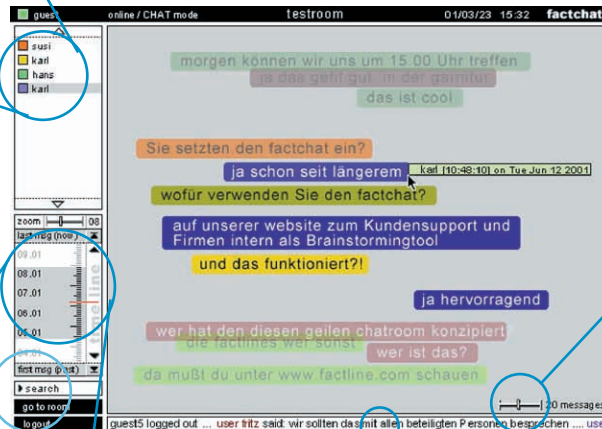 guest online / CHAT mode testroom 01/03/23 15:32 factchat
susi
karl
hans
karl
morgen können wir uns um 15.00 Uhr treffen
ja das geht gut in der
das ist cool
Sie setzten den factchat ein?
ja schon seit längerem
karl [10:48:10] on Tue Jun 12 2001
wofür verwenden Sie den factchat?
auf unserer website zum Kundensupport und
Firmen intern als Brainstormingtool
und das funktioniert?!
ja hervorragend
wer hat den diesen geilen chatroom konzipiert
die factlines wer sonst
wer ist das?
da mußt du unter www.factline.com schauen
zoom 08
last msg (now)
09.01
08.01
07.01
06.01
05.01
04.01
time line
first msg (past)
search
go to room
logout
20 messages
guest5 logged out ... user fritz said: wir sollten das mit allen beteiligten Personen besprechen .... use